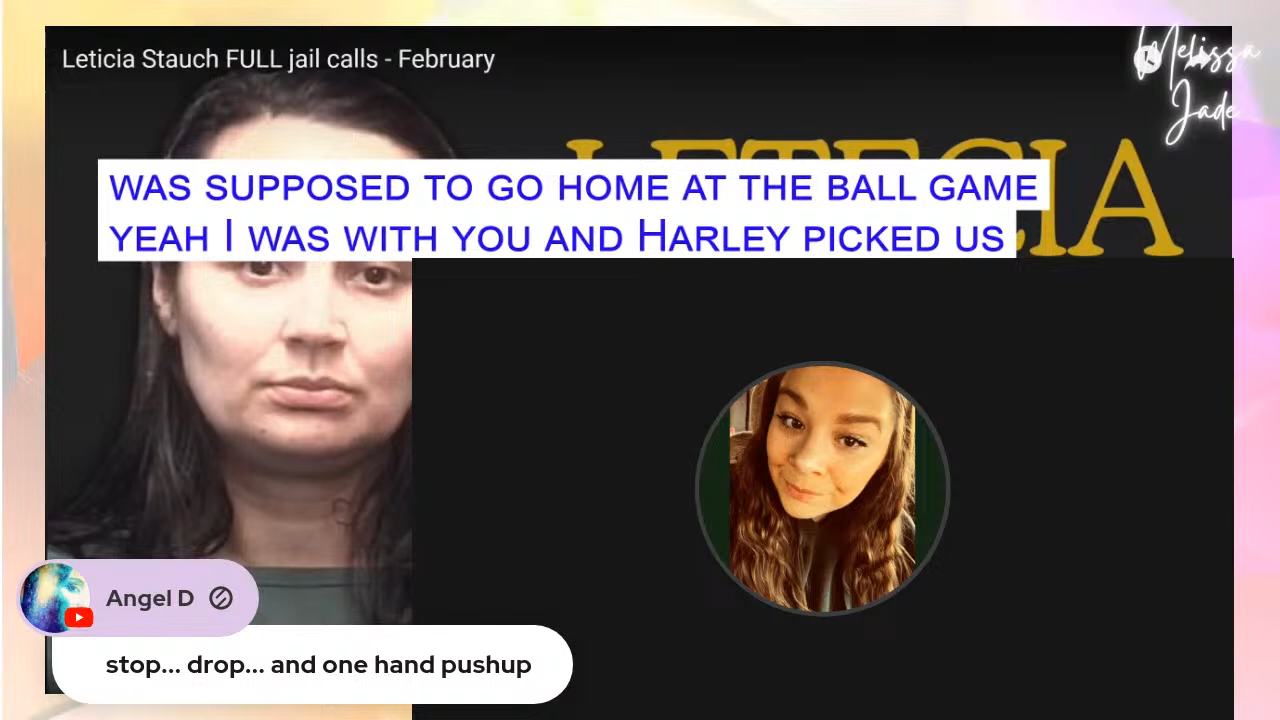 Leticia Stauch FULL jail calls - February
Melissa
Jade
LETECIA
WAS SUPPOSED TO GO HOME AT THE BALL GAME
YEAH I WAS WITH YOU AND HARLEY PICKED US
Angel D
stop... drop... and one hand pushup